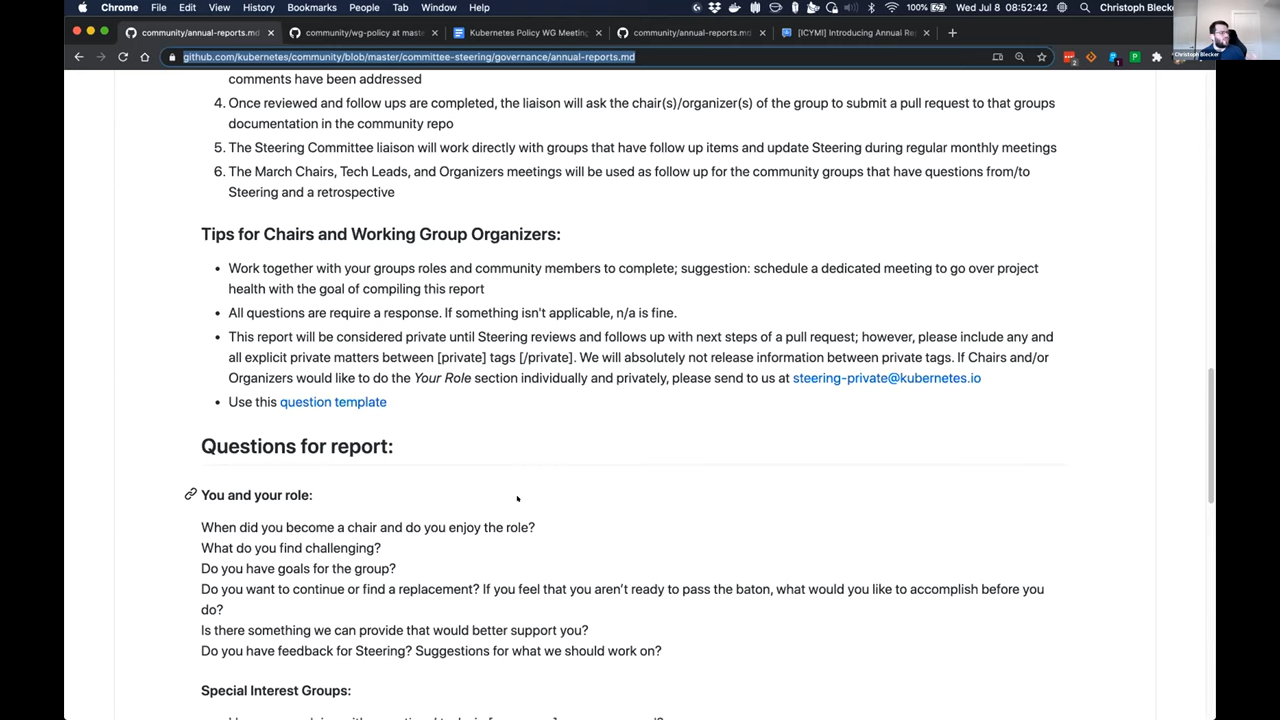 Chrome File Edit View History Bookmarks People Tab Window Help 100% Wed Jul 8 08:52:42 Christoph Blecker
community/annual-reports.md community/wg-policy at master Kubernetes Policy WG Meeting community/annual-reports.md [ICYMI] Introducing Annual Re
github.com/kubernetes/community/blob/master/committee-steering/governance/annual-reports.md
Christoph Blecker
comments have been addressed
4. Once reviewed and follow ups are completed, the liaison will ask the chair(s)/organizer(s) of the group to submit a pull request to that groups
documentation in the community repo
5. The Steering Committee liaison will work directly with groups that have follow up items and update Steering during regular monthly meetings
6. The March Chairs, Tech Leads, and Organizers meetings will be used as follow up for the community groups that have questions from/to
Steering and a retrospective
Tips for Chairs and Working Group Organizers:
• Work together with your groups roles and community members to complete; suggestion: schedule a dedicated meeting to go over project
health with the goal of compiling this report
• All questions are require a response. If something isn't applicable, n/a is fine.
• This report will be considered private until Steering reviews and follows up with next steps of a pull request; however, please include any and
all explicit private matters between [private] tags [/private]. We will absolutely not release information between private tags. If Chairs and/or
Organizers would like to do the Your Role section individually and privately, please send to us at steering-private@kubernetes.io
• Use this question template
Questions for report:
You and your role:
When did you become a chair and do you enjoy the role?
What do you find challenging?
Do you have goals for the group?
Do you want to continue or find a replacement? If you feel that you aren't ready to pass the baton, what would you like to accomplish before you
do?
Is there something we can provide that would better support you?
Do you have feedback for Steering? Suggestions for what we should work on?
Special Interest Groups: